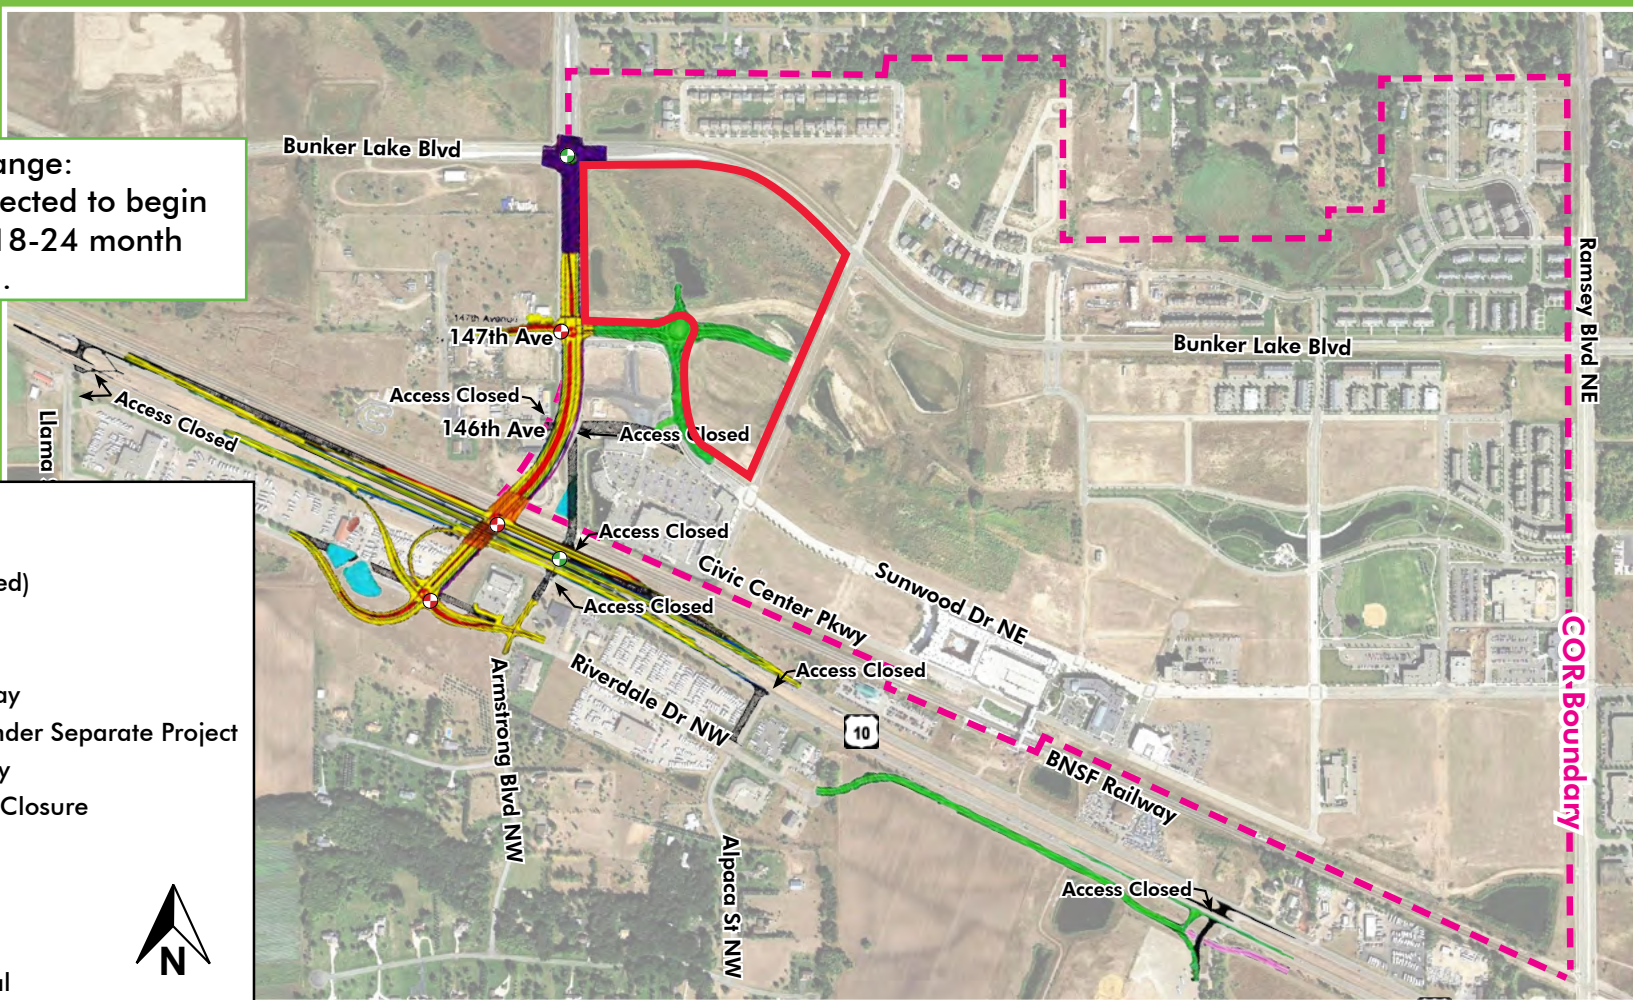 ange:
ected to begin
18-24 month
.
Bunker Lake Blvd
147th Avenue
147th Ave
Access Closed
146th Ave
Access Closed
Access Closed
Llama S
Bunker Lake Blvd
Ramsey Blvd NE
Access Closed
Access Closed
Civic Center Pkwy
Sunwood Dr NE
Access Closed
Riverdale Dr NW
Armstrong Blvd NW
10
BNSF Railway
COR Boundary
Alpaca St NW
Access Closed
ed)
ay
nder Separate Project
y
Closure
N
al